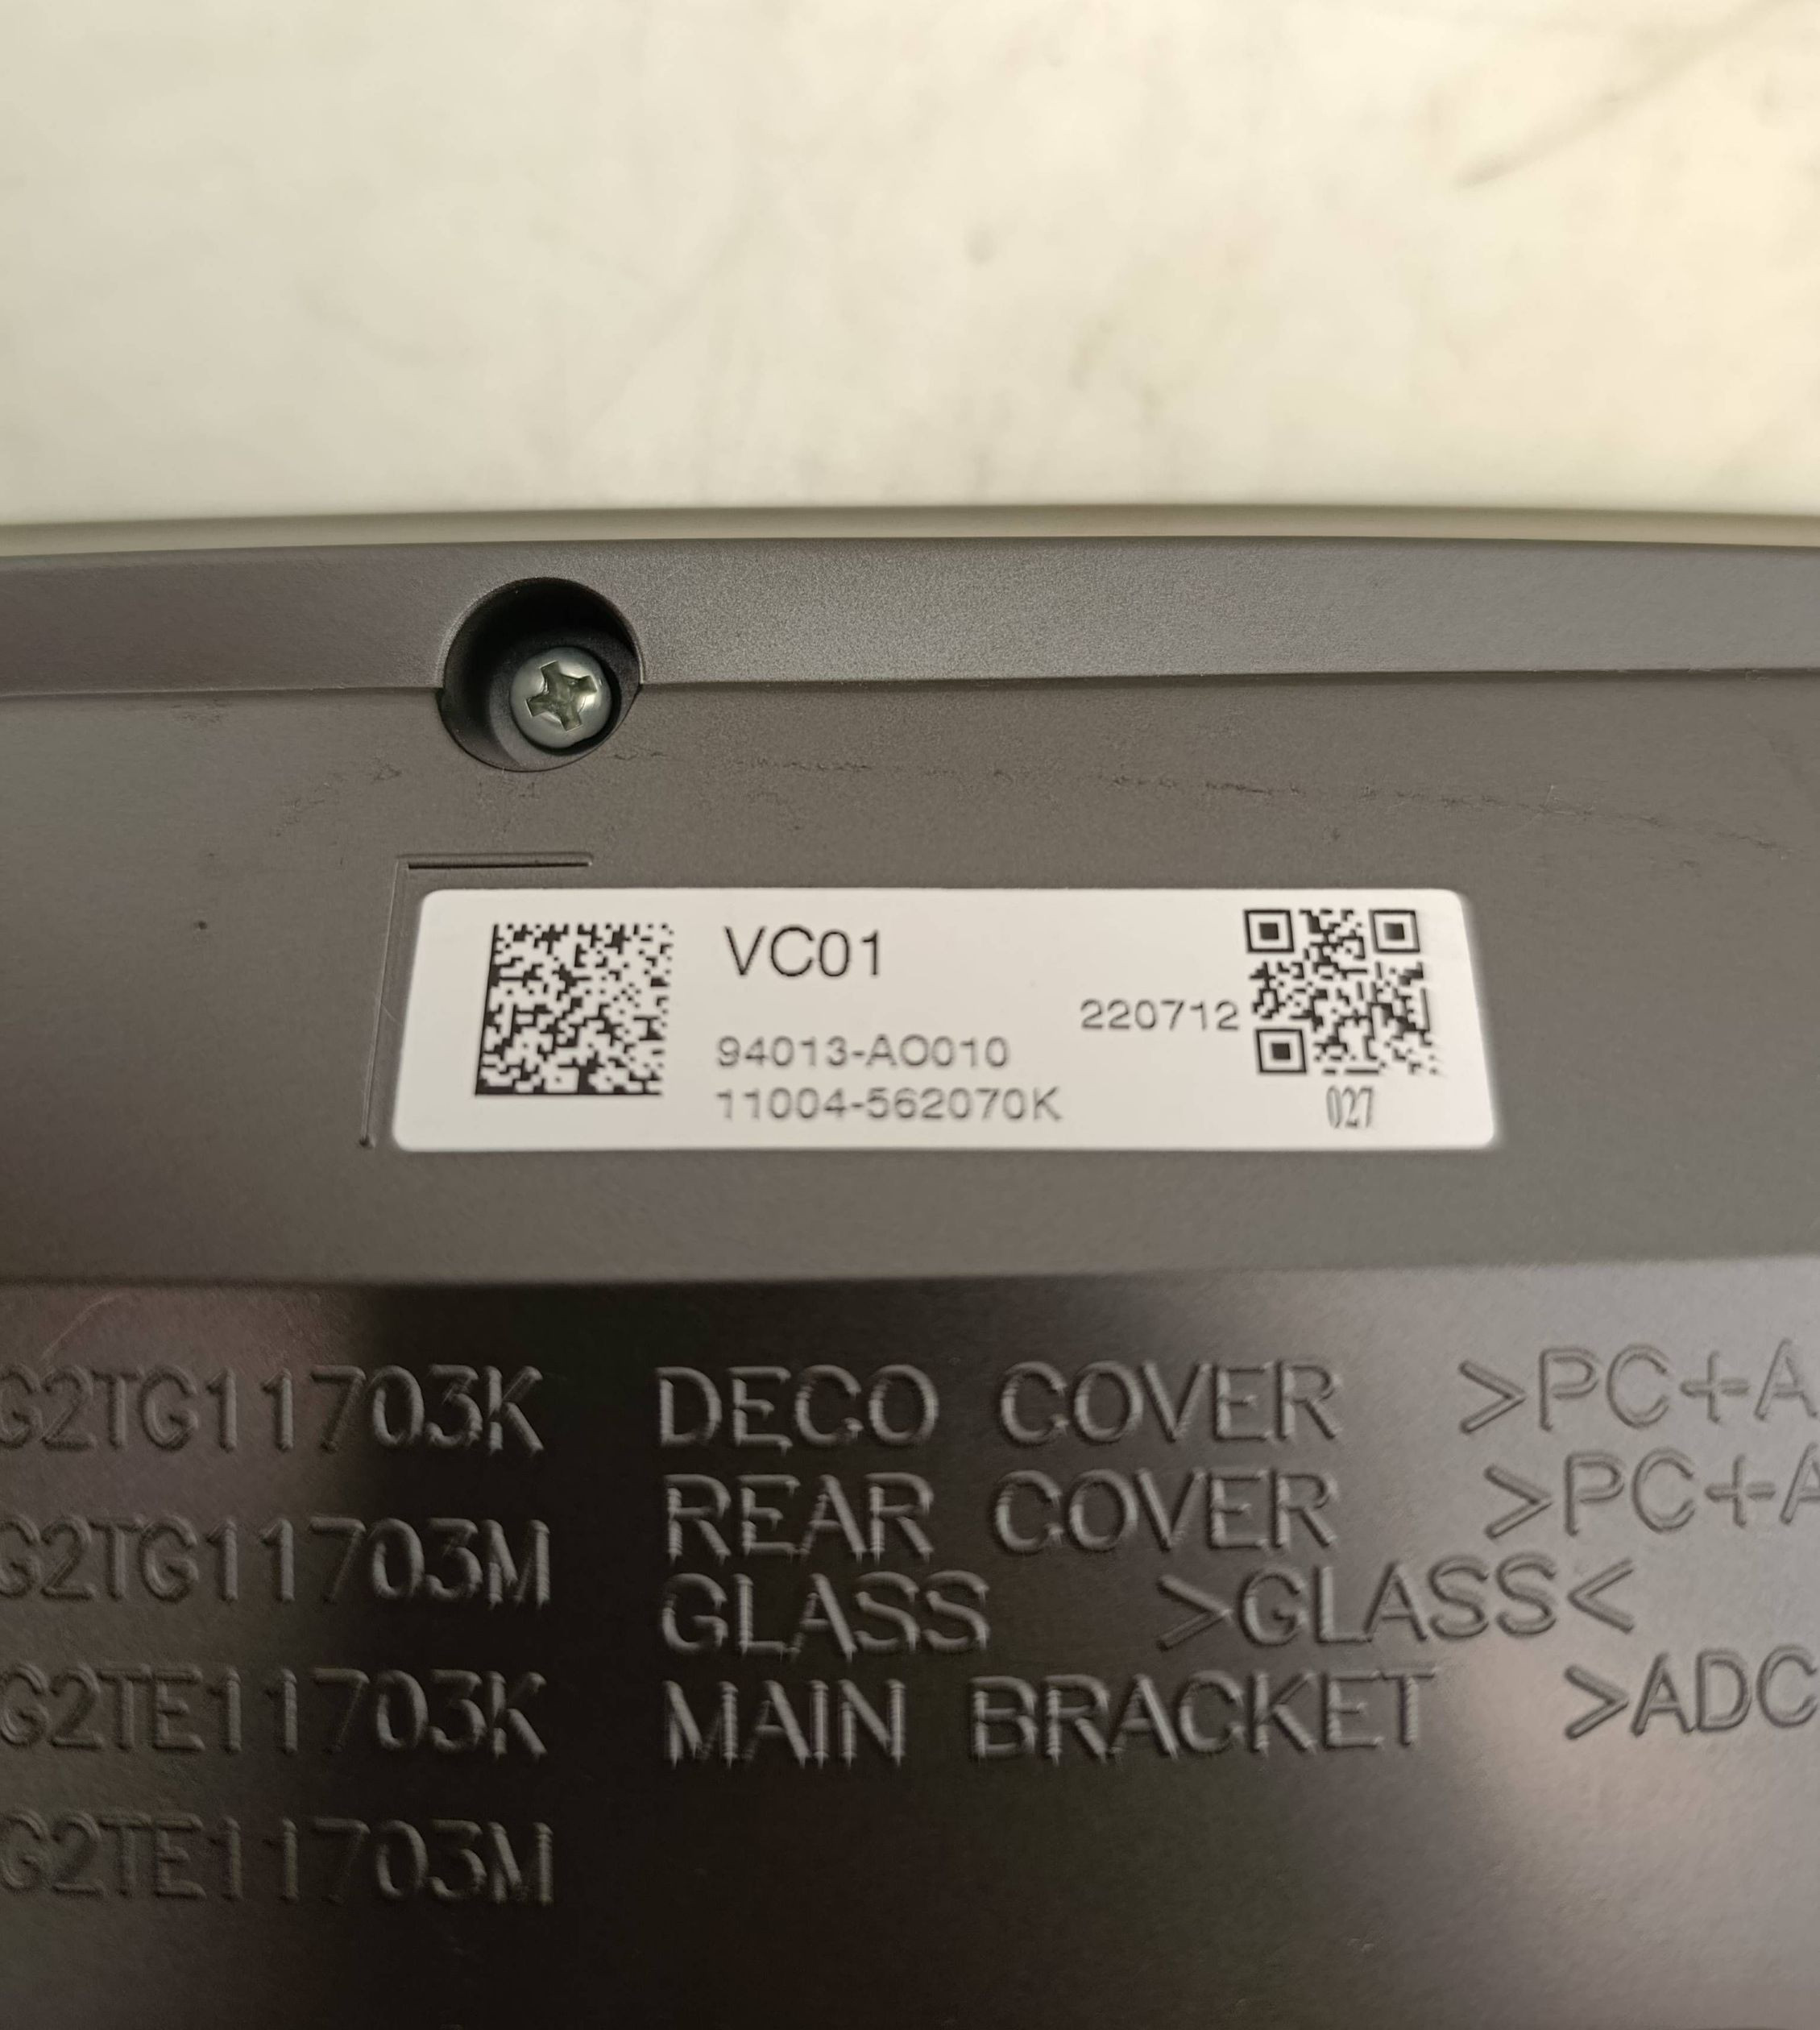 VC01
220712
94013-AO010
11004-562070K
027
G2TG11703K DECO COVER >PC+A
G2TG11703M REAR COVER >PC+A
GLASS >GLASS<
G2TE11703K MAIN BRACKET >ADC
G2TE11703M